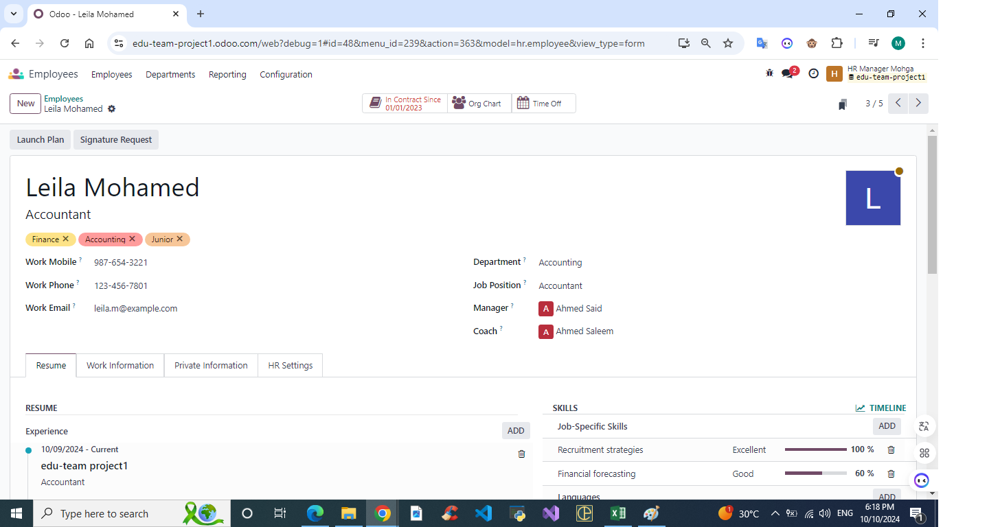 Odoo - Leila Mohamed
edu-team-project1.odoo.com/web?debug=1#id=48&menu_id=239&action=363&model=hr.employee&view_type=form
M
Employees Employees Departments Reporting Configuration
2
H
HR Manager Mohga
edu-team-project1
New
Employees
Leila Mohamed
In Contract Since
01/01/2023
Org Chart
Time Off
3 / 5
Launch Plan Signature Request
Leila Mohamed
L
Accountant
Finance Accounting Junior
Work Mobile ? 987-654-3221
Department ? Accounting
Work Phone ? 123-456-7801
Job Position ? Accountant
Work Email ? leila.m@example.com
Manager ? A Ahmed Said
Coach ? A Ahmed Saleem
Resume Work Information Private Information HR Settings
RESUME
Experience ADD
10/09/2024 - Current
edu-team project1
Accountant
SKILLS TIMELINE
Job-Specific Skills ADD
Recruitment strategies Excellent 100 %
Financial forecasting Good 60 %
Languages ADD
Type here to search
1
30°C
ENG
6:18 PM
10/10/2024
1